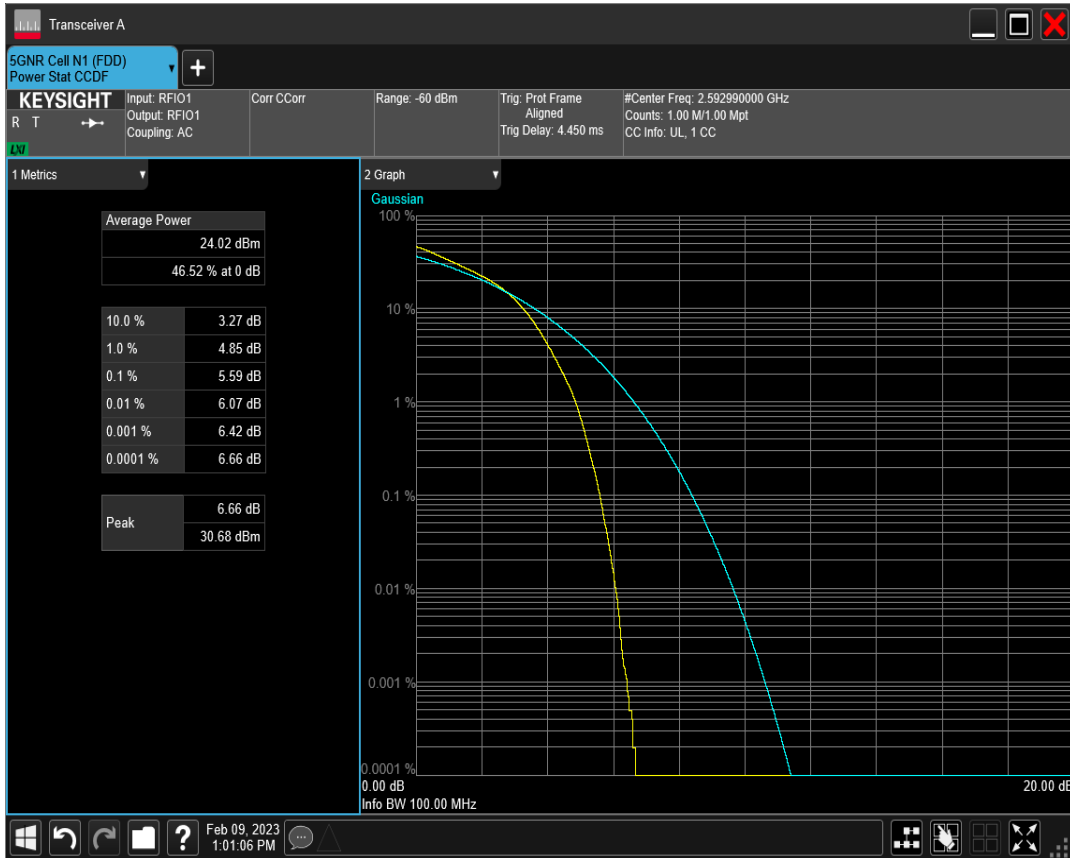 Transceiver A
5GNR Cell N1 (FDD)
Power Stat CCDF
+
KEYSIGHT
R T
LXI
Input: RFIO1
Output: RFIO1
Coupling: AC
Corr CCorr
Range: -60 dBm
Trig: Prot Frame
Aligned
Trig Delay: 4.450 ms
#Center Freq: 2.592990000 GHz
Counts: 1.00 M/1.00 Mpt
CC Info: UL, 1 CC
1 Metrics
Average Power
24.02 dBm
46.52 % at 0 dB
10.0 % 3.27 dB
1.0 % 4.85 dB
0.1 % 5.59 dB
0.01 % 6.07 dB
0.001 % 6.42 dB
0.0001 % 6.66 dB
Peak
6.66 dB
30.68 dBm
2 Graph
Gaussian
100 %
10 %
1 %
0.1 %
0.01 %
0.001 %
0.0001 %
0.00 dB 20.00 dB
Info BW 100.00 MHz
?
Feb 09, 2023
1:01:06 PM